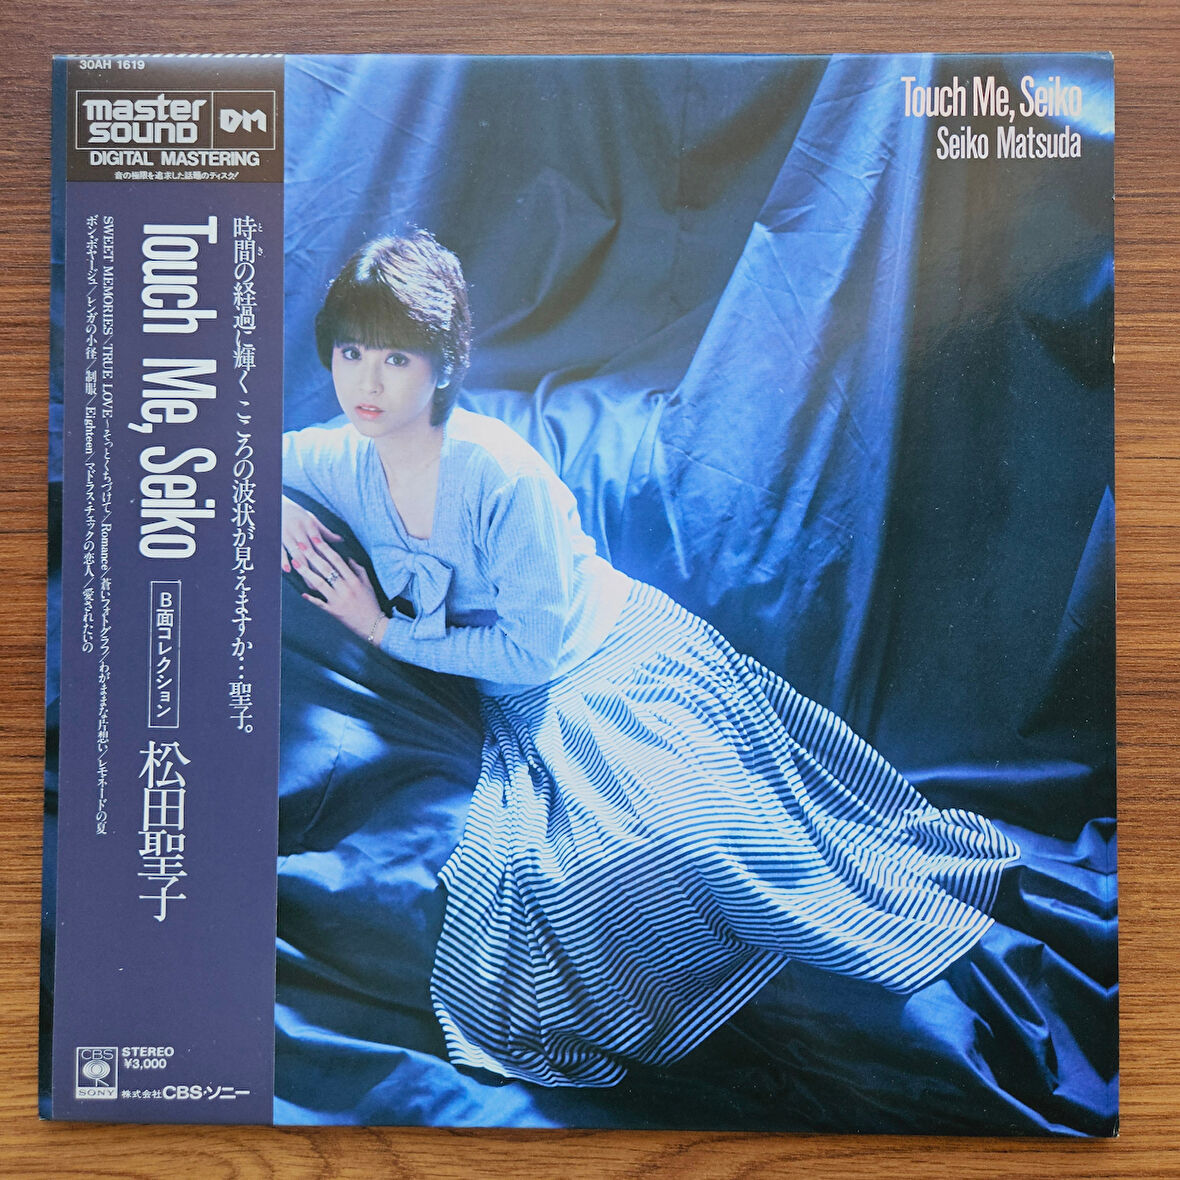 30AH 1619
master
sound
DM
DIGITAL MASTERING
音の極限を追求した話題のディスク!
Touch Me, Seiko
Seiko Matsuda
時間の経過に輝くこころの波状が見えますか…聖子。
とき
Touch Me, Seiko
B面コレクション
松田聖子
SWEET MEMORIES/TRUE LOVE〜そっとくちづけて/Romance/蒼いフォトグラフ/わがままな片想い/レモネードの夏
ボン・ボヤージュ/レンガの小径/制服/Eighteen/マドラス・チェックの恋人/愛されたいの
CBS
SONY
STEREO
¥3,000
株式会社CBS・ソニー